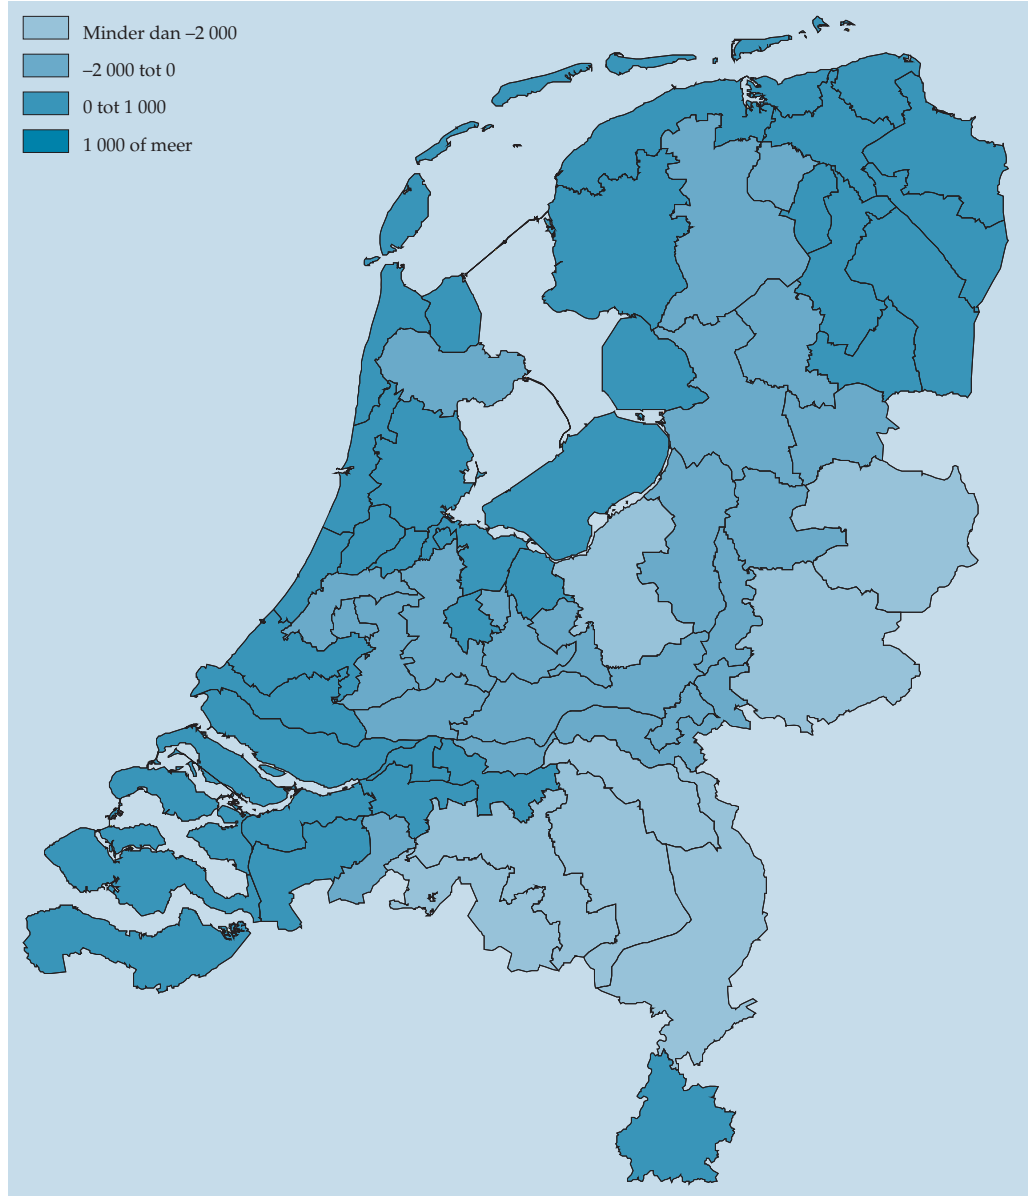 Minder dan –2 000
–2 000 tot 0
0 tot 1 000
1 000 of meer